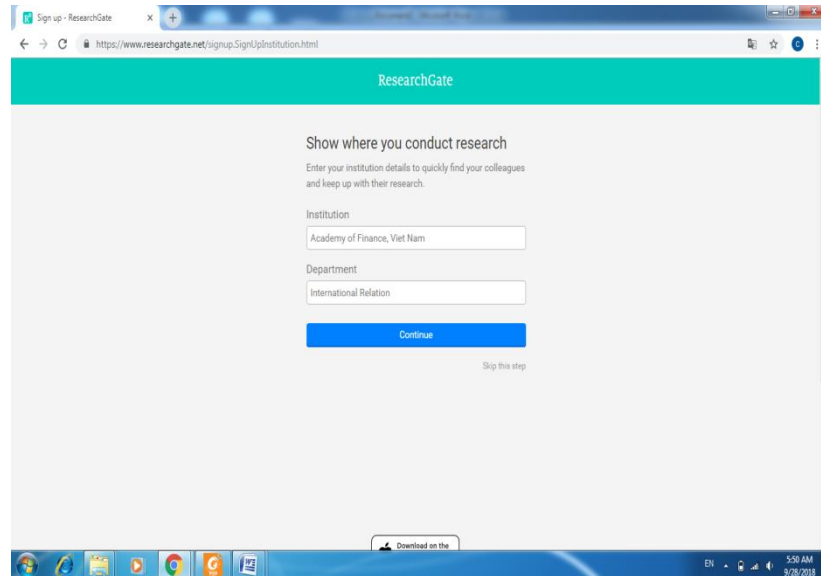 Sign up - ResearchGate
https://www.researchgate.net/signup.SignUpInstitution.html
ResearchGate
Show where you conduct research
Enter your institution details to quickly find your colleagues
and keep up with their research.
Institution
Academy of Finance, Viet Nam
Department
International Relation
Continue
Skip this step
Download on the
EN
5:50 AM
9/28/2018